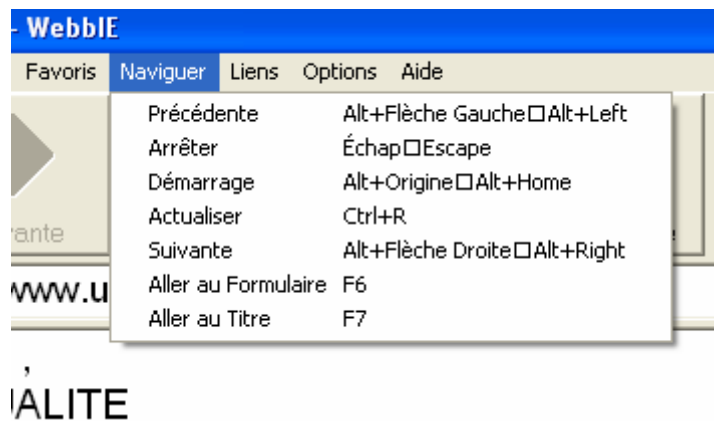 - WebbIE
Favoris Naviguer Liens Options Aide
Précédente Alt+Flèche Gauche□Alt+Left
Arrêter Échap□Escape
Démarrage Alt+Origine□Alt+Home
Actualiser Ctrl+R
Suivante Alt+Flèche Droite□Alt+Right
Aller au Formulaire F6
Aller au Titre F7
ante
www.u
,
ALITE